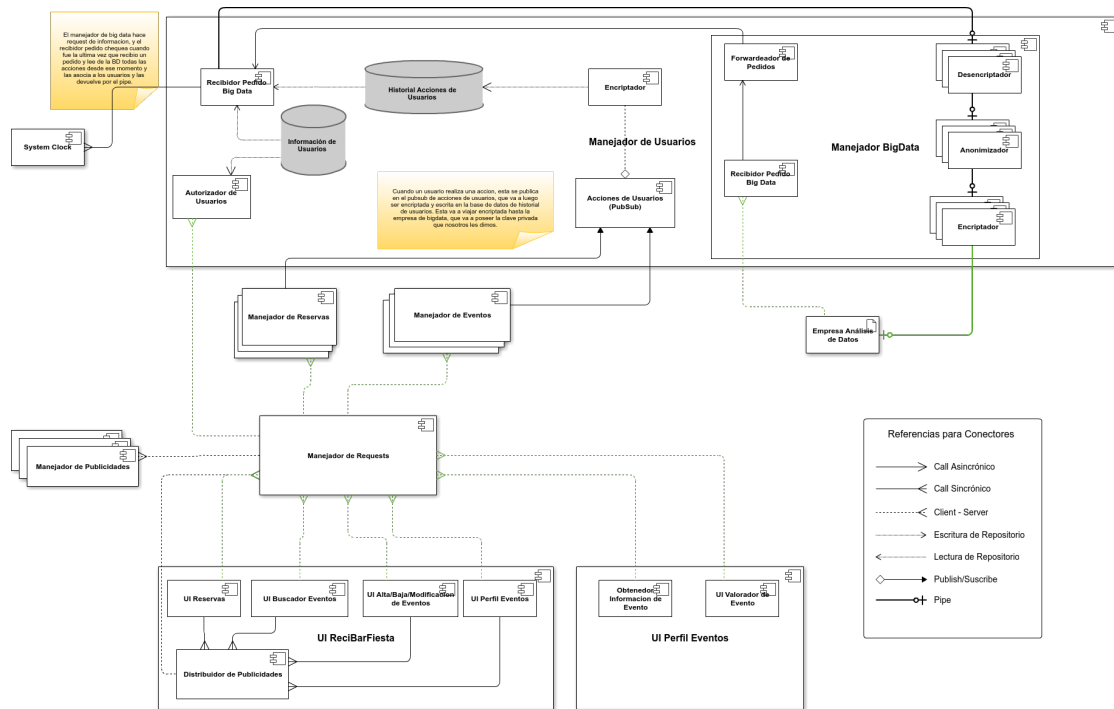 El manejador de big data hace
request de informacion, y el
recibidor pedido chequea cuando
fue la ultima vez que recibio un
pedido y lee de la BD todas las
acciones desde ese momento y
las asocia a los usuarios y las
devuelve por el pipe.
Recibidor Pedido
Big Data
Historial Acciones de
Usuarios
Encriptador
Forwardeador de
Pedidos
Desencriptador
System Clock
Información de
Usuarios
Manejador de Usuarios
Manejador BigData
Anonimizador
Autorizador de
Usuarios
Cuando un usuario realiza una accion, esta se publica
en el pubsub de acciones de usuarios, que va a luego
ser encriptada y escrita en la base de datos de historial
de usuarios. Esta va a viajar encriptada hasta la
empresa de bigdata, que va a poseer la clave privada
que nosotros les dimos.
Acciones de Usuarios
(PubSub)
Recibidor Pedido
Big Data
Encriptador
Manejador de Reservas
Manejador de Eventos
Empresa Análisis
de Datos
Manejador de Publicidades
Manejador de Requests
Referencias para Conectores
Call Asincrónico
Call Sincrónico
Client - Server
Escritura de Repositorio
Lectura de Repositorio
Publish/Suscribe
Pipe
UI Reservas
UI Buscador Eventos
UI Alta/Baja/Modificacion
de Eventos
UI Perfil Eventos
UI ReciBarFiesta
Distribuidor de Publicidades
Obtenedor
Informacion de
Evento
UI Valorador de
Evento
UI Perfil Eventos